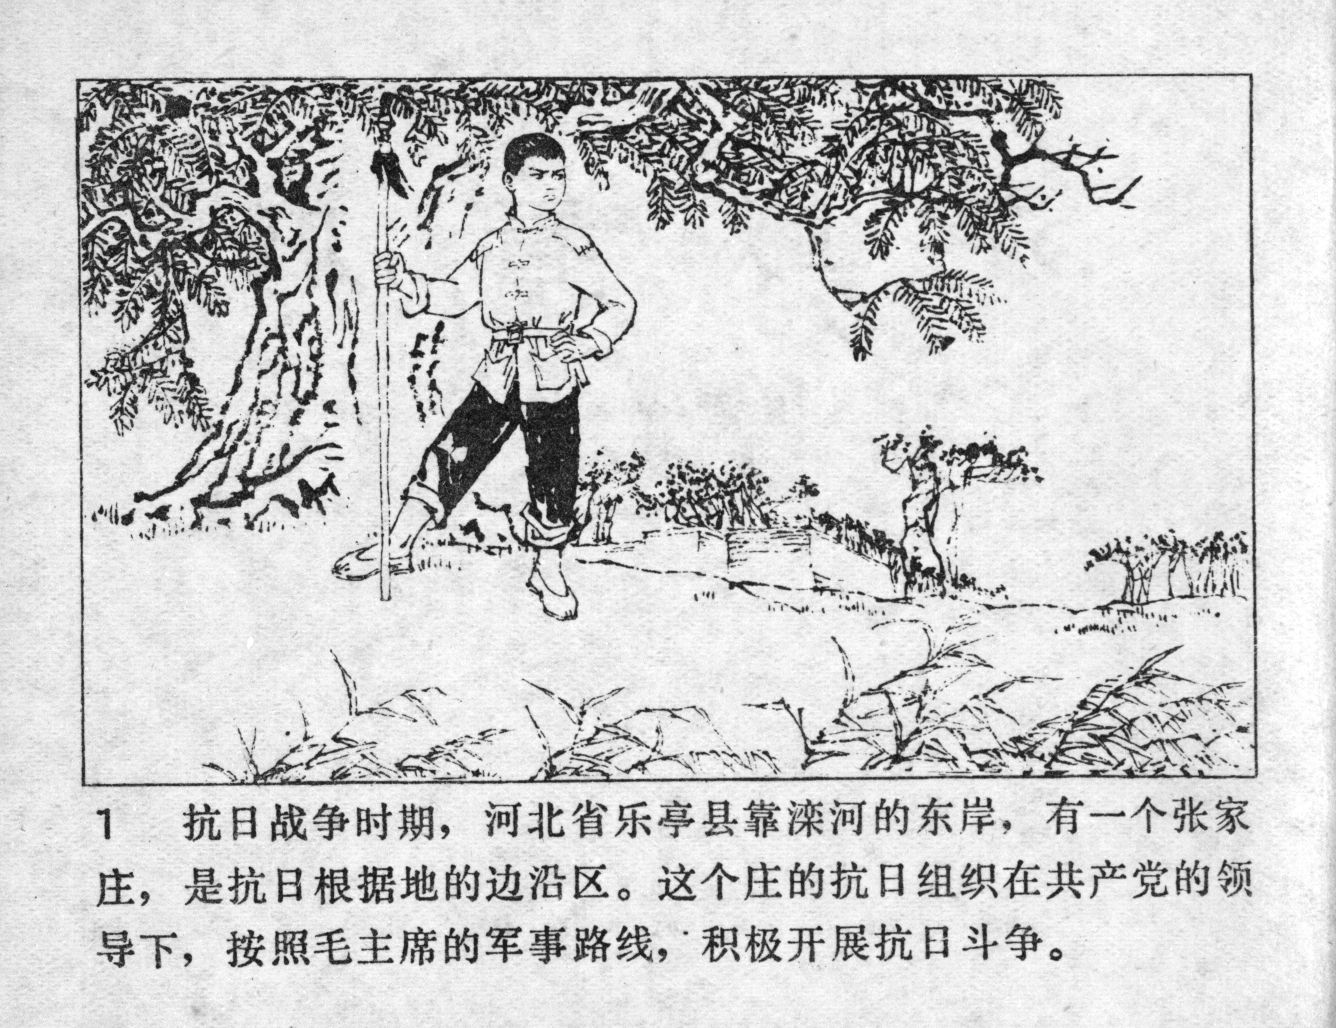 1 抗日战争时期，河北省乐亭县靠滦河的东岸，有一个张家
庄，是抗日根据地的边沿区。这个庄的抗日组织在共产党的领
导下，按照毛主席的军事路线，积极开展抗日斗争。